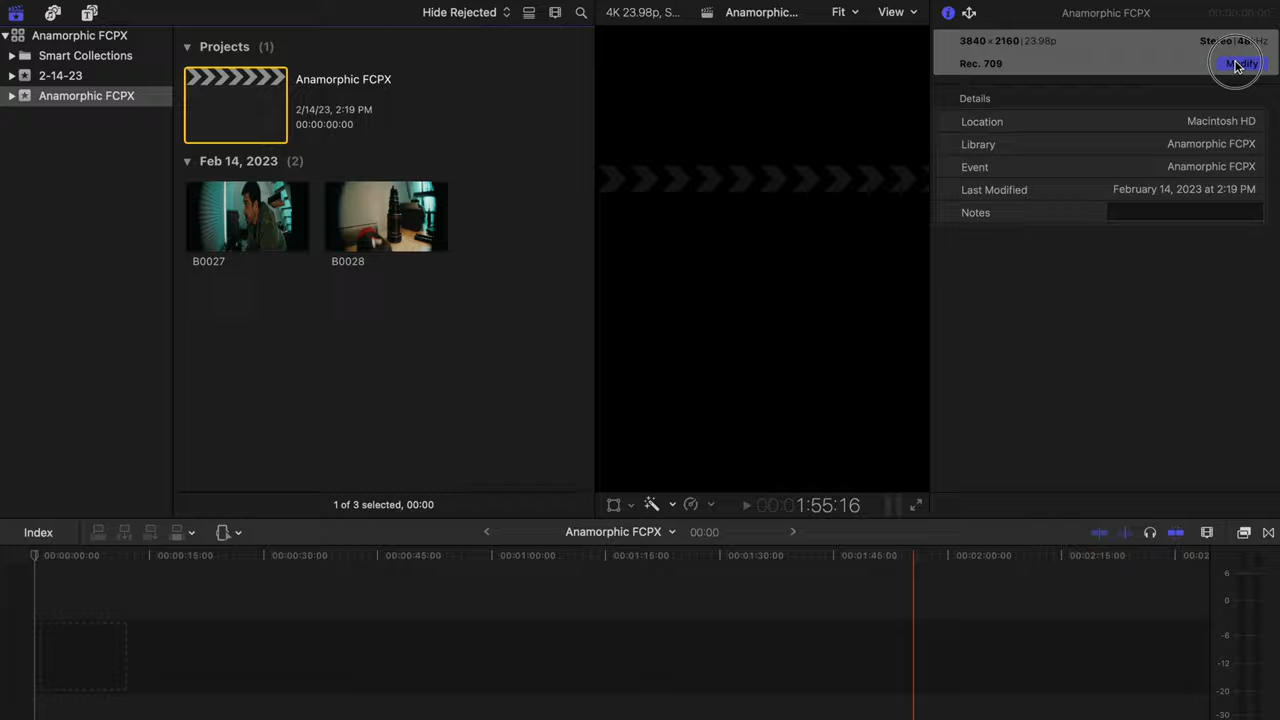 Hide Rejected
4K 23.98p, S...
Anamorphic...
Fit
View
Anamorphic FCPX
00:00:00:00
Anamorphic FCPX
Smart Collections
2-14-23
Anamorphic FCPX
Projects (1)
Anamorphic FCPX
2/14/23, 2:19 PM
00:00:00:00
Feb 14, 2023 (2)
B0027
B0028
1 of 3 selected, 00:00
00:01:55:16
3840 × 2160 | 23.98p
Stereo | 48kHz
Rec. 709
Modify
Details
Location
Macintosh HD
Library
Anamorphic FCPX
Event
Anamorphic FCPX
Last Modified
February 14, 2023 at 2:19 PM
Notes
Index
Anamorphic FCPX
00:00
00:00:00:00
00:00:15:00
00:00:30:00
00:00:45:00
00:01:00:00
00:01:15:00
00:01:30:00
00:01:45:00
00:02:00:00
00:02:15:00
00:02
6
0
-6
-12
-20
-30